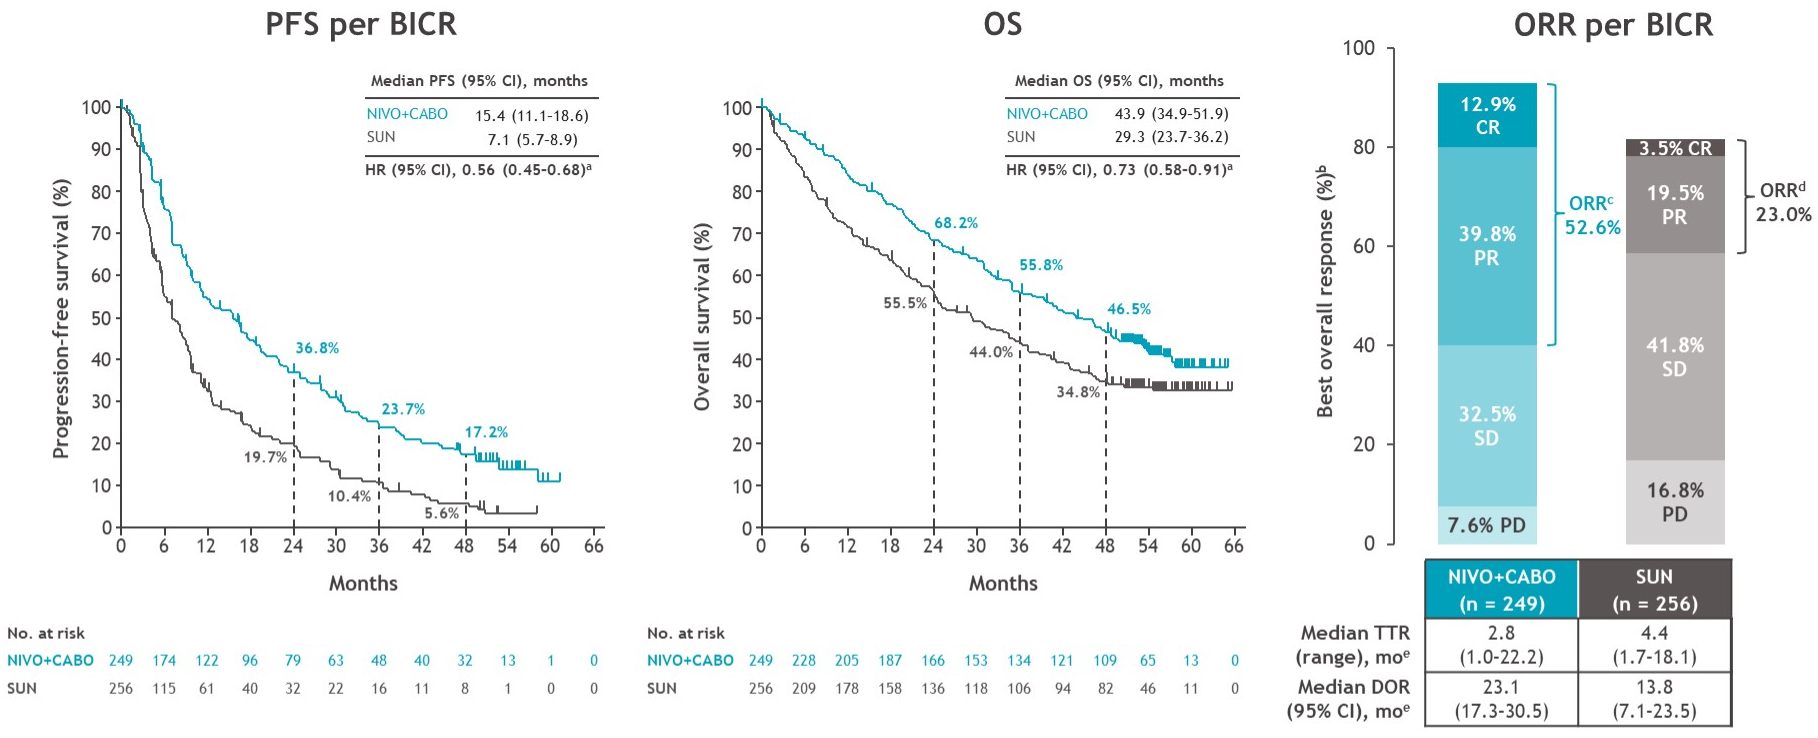 PFS per BICR
Median PFS (95% CI), months
NIVO+CABO 15.4 (11.1-18.6)
SUN 7.1 (5.7-8.9)
HR (95% CI), 0.56 (0.45-0.68)ᵃ
Progression-free survival (%)
100
90
80
70
60
50
40
30
20
10
0
36.8%
23.7%
17.2%
19.7%
10.4%
5.6%
0 6 12 18 24 30 36 42 48 54 60 66
Months
No. at risk
NIVO+CABO 249 174 122 96 79 63 48 40 32 13 1 0
SUN 256 115 61 40 32 22 16 11 8 1 0 0
OS
Median OS (95% CI), months
NIVO+CABO 43.9 (34.9-51.9)
SUN 29.3 (23.7-36.2)
HR (95% CI), 0.73 (0.58-0.91)ᵃ
Overall survival (%)
100
90
80
70
60
50
40
30
20
10
0
68.2%
55.8%
46.5%
55.5%
44.0%
34.8%
0 6 12 18 24 30 36 42 48 54 60 66
Months
No. at risk
NIVO+CABO 249 228 205 187 166 153 134 121 109 65 13 0
SUN 256 209 178 158 136 118 106 94 82 46 11 0
ORR per BICR
Best overall response (%)ᵇ
100
80
60
40
20
0
12.9%
CR
39.8%
PR
32.5%
SD
7.6% PD
ORRᶜ
52.6%
3.5% CR
19.5%
PR
41.8%
SD
16.8%
PD
ORRᵈ
23.0%
NIVO+CABO SUN
(n = 249) (n = 256)
Median TTR 2.8 4.4
(range), moᵉ (1.0-22.2) (1.7-18.1)
Median DOR 23.1 13.8
(95% CI), moᵉ (17.3-30.5) (7.1-23.5)